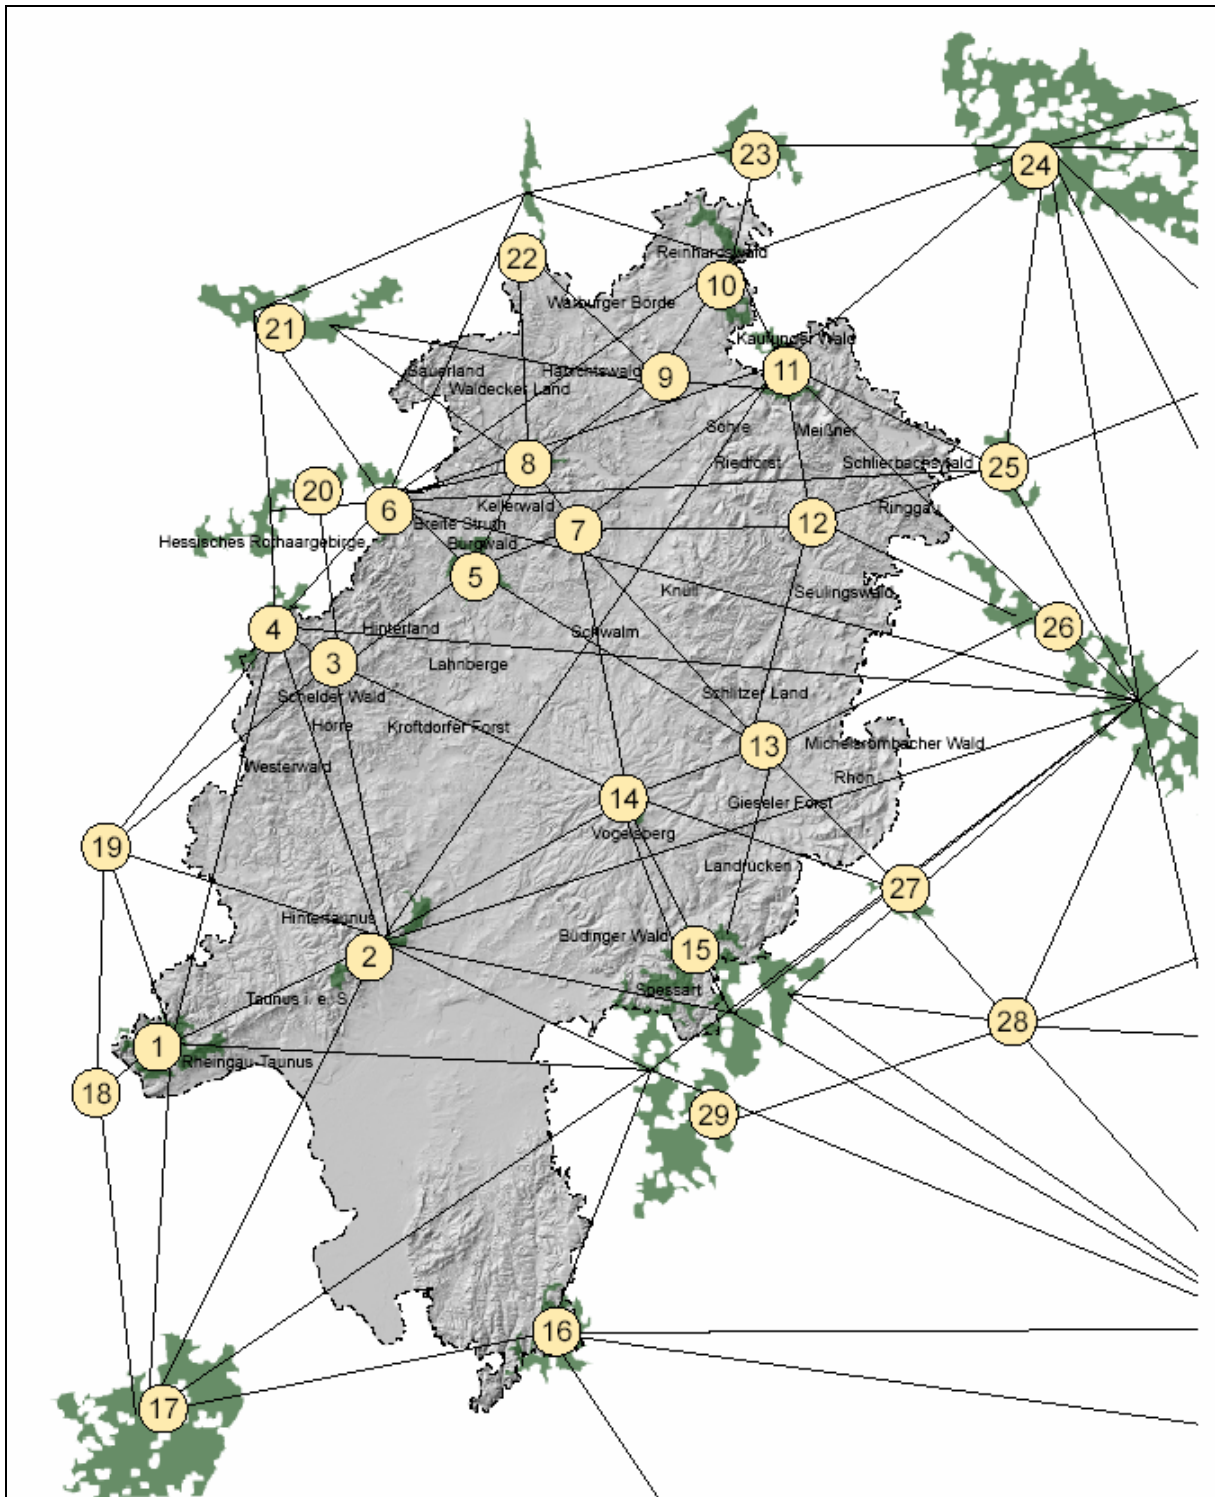 23
24
Reinhardswald
22
10
Warburger Börde
21
Kaufunger Wald
Sauerland
Habichtswald
9
11
Waldecker Land
Söhre
Meißner
8
Riedforst
Schlierbachswald
25
20
Kellerwald
Ringgau
6
Breite Struth
7
12
Hessisches Rothaargebirge
Burgwald
5
Knüll
Seulingswald
4
Hinterland
Schwalm
26
3
Lahnberge
Schelder Wald
Schlitzer Land
Hörre
Kroftdorfer Forst
13
Michelsrombacher Wald
Westerwald
Rhön
14
Gieseler Forst
Vogelsberg
19
Landrücken
27
Hintertaunus
Büdinger Wald
15
2
Spessart
Taunus i. e. S.
28
1
Rheingau-Taunus
18
29
16
17